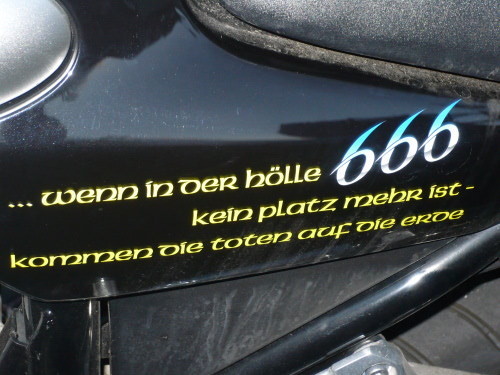 ... wenn in der hölle 666
kein platz mehr ist -
kommen die toten auf die erde